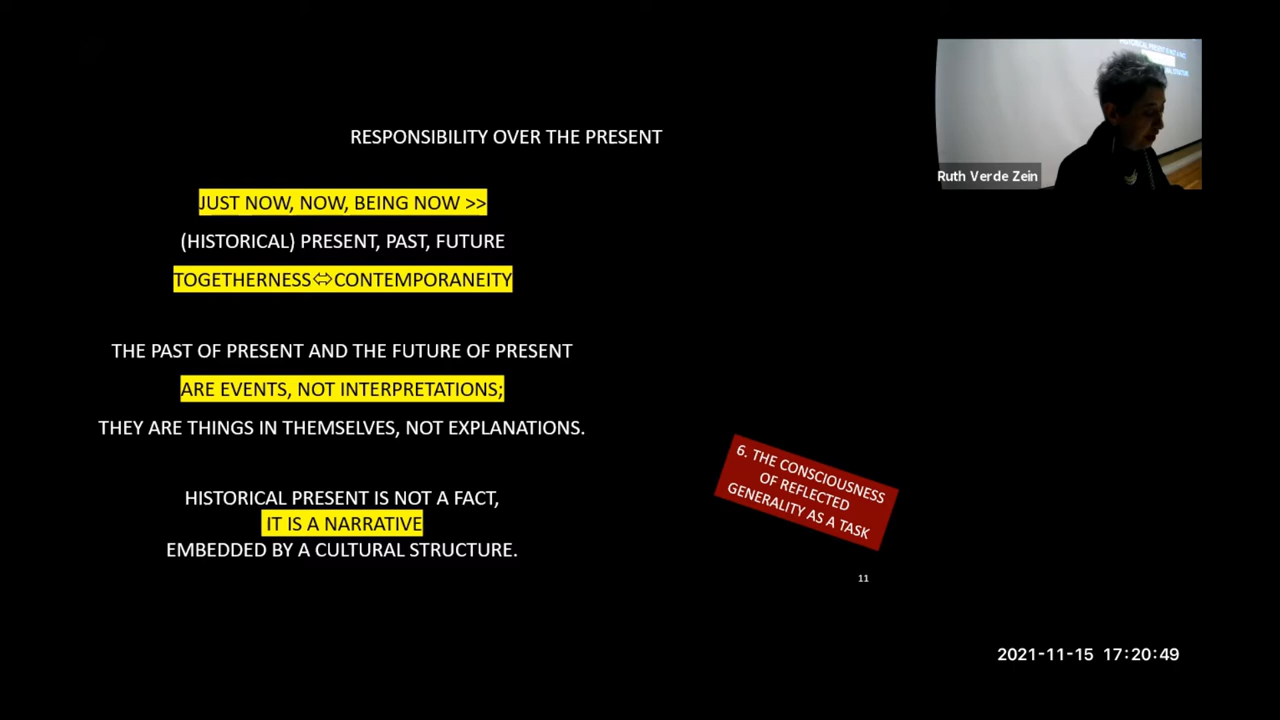 RESPONSIBILITY OVER THE PRESENT
Ruth Verde Zein
JUST NOW, NOW, BEING NOW >>
(HISTORICAL) PRESENT, PAST, FUTURE
TOGETHERNESS⬄CONTEMPORANEITY
THE PAST OF PRESENT AND THE FUTURE OF PRESENT
ARE EVENTS, NOT INTERPRETATIONS;
THEY ARE THINGS IN THEMSELVES, NOT EXPLANATIONS.
HISTORICAL PRESENT IS NOT A FACT,
IT IS A NARRATIVE
EMBEDDED BY A CULTURAL STRUCTURE.
6. THE CONSCIOUSNESS
OF REFLECTED
GENERALITY AS A TASK
11
2021-11-15 17:20:49